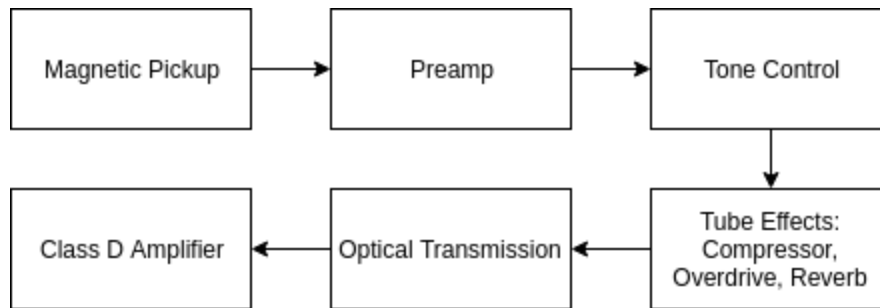 Magnetic Pickup
Preamp
Tone Control
Tube Effects:
Compressor,
Overdrive, Reverb
Optical Transmission
Class D Amplifier